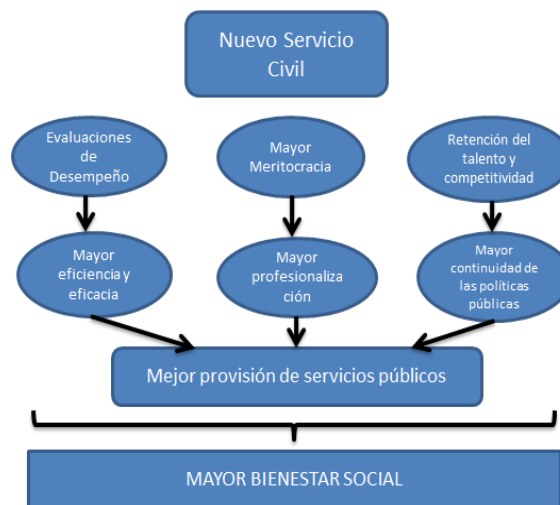 Nuevo Servicio
Civil
Evaluaciones
de
Desempeño
Mayor
Meritocracia
Retención del
talento y
competitividad
Mayor
eficiencia y
eficacia
Mayor
profesionaliza
ción
Mayor
continuidad de
las políticas
públicas
Mejor provisión de servicios públicos
MAYOR BIENESTAR SOCIAL